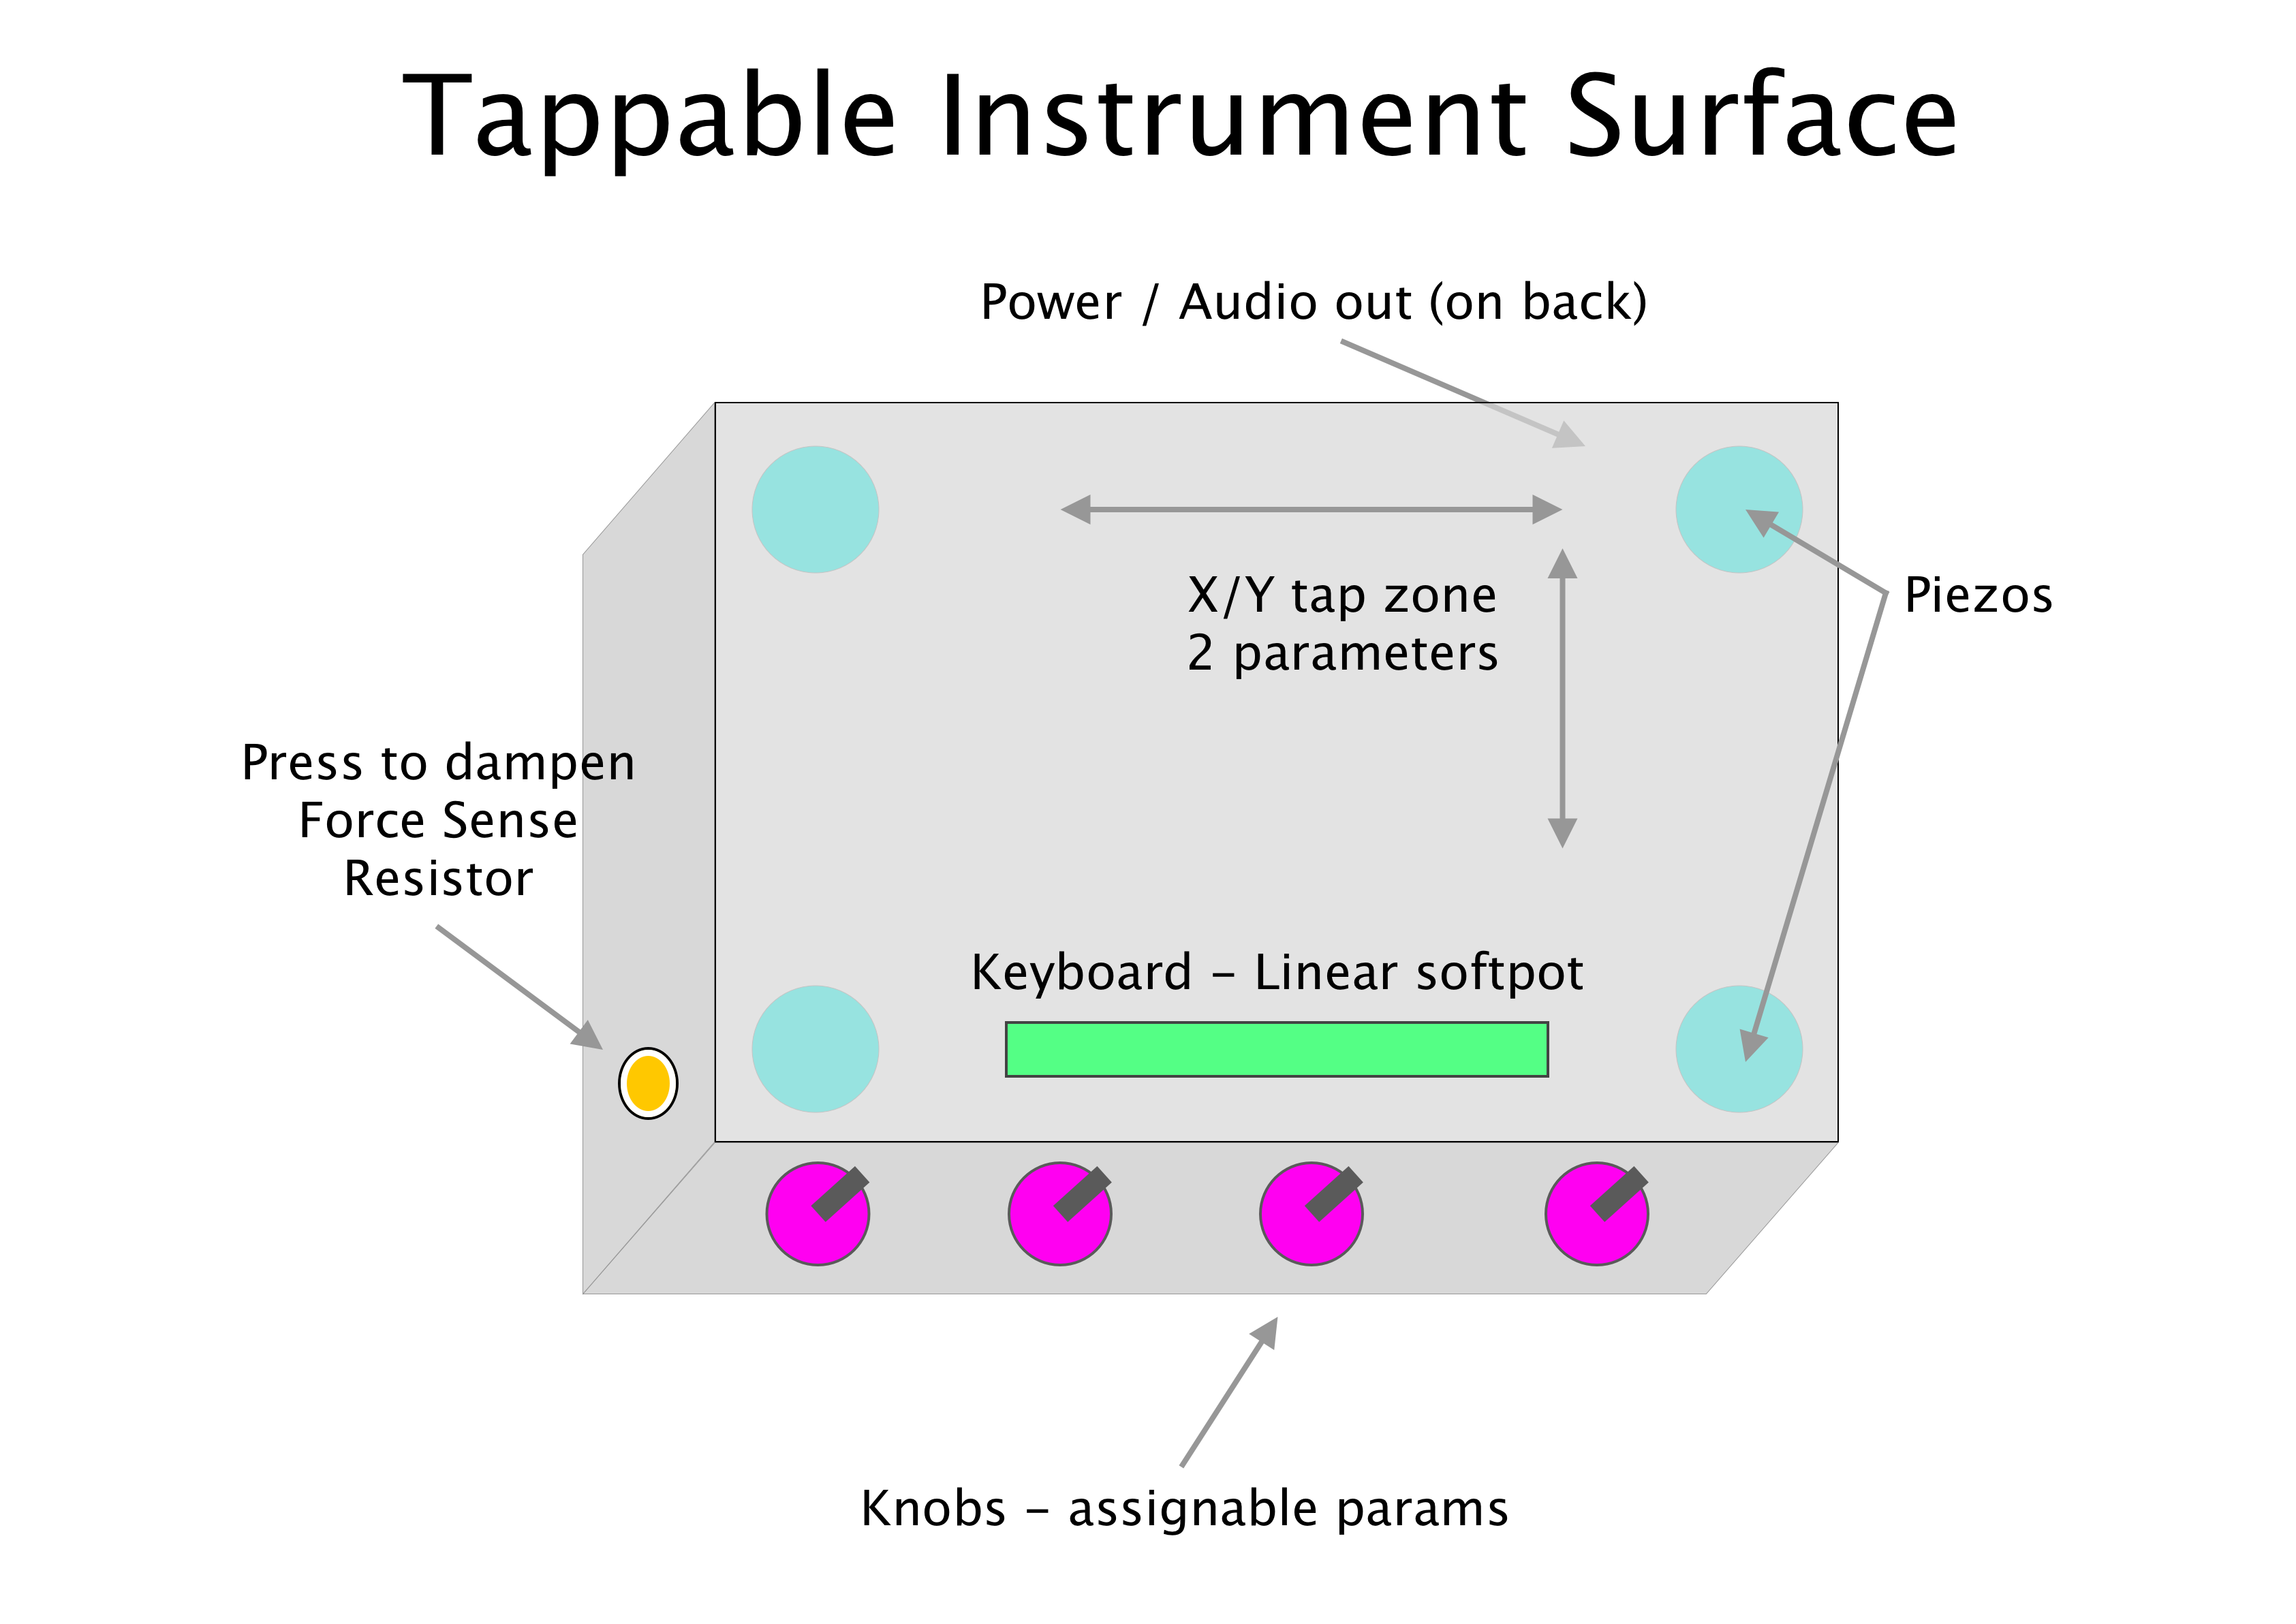 Tappable Instrument Surface
Power / Audio out (on back)
X/Y tap zone
2 parameters
Piezos
Press to dampen
Force Sense
Resistor
Keyboard – Linear softpot
Knobs – assignable params